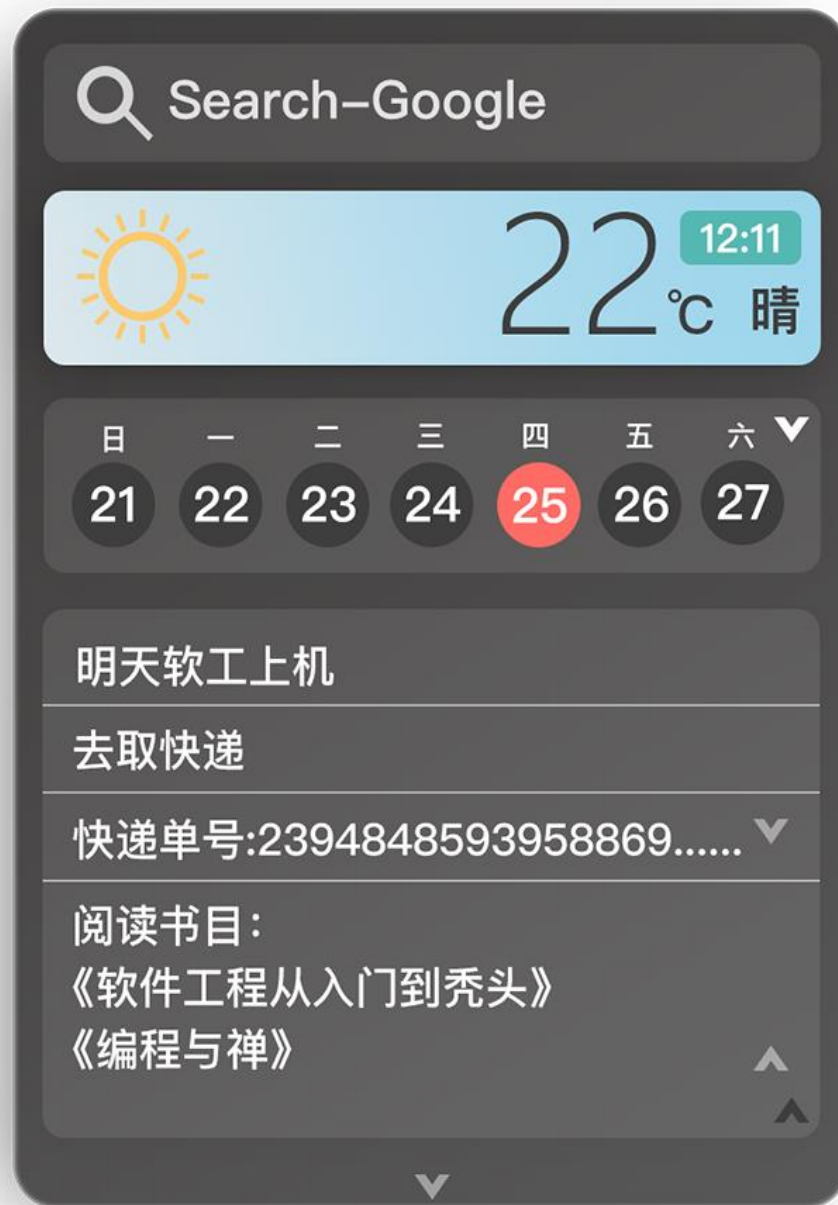 Search-Google
22℃ 12:11 晴
日 一 二 三 四 五 六
21 22 23 24 25 26 27
明天软工上机
去取快递
快递单号:23948485939588​69......
阅读书目：
《软件工程从入门到秃头》
《编程与禅》